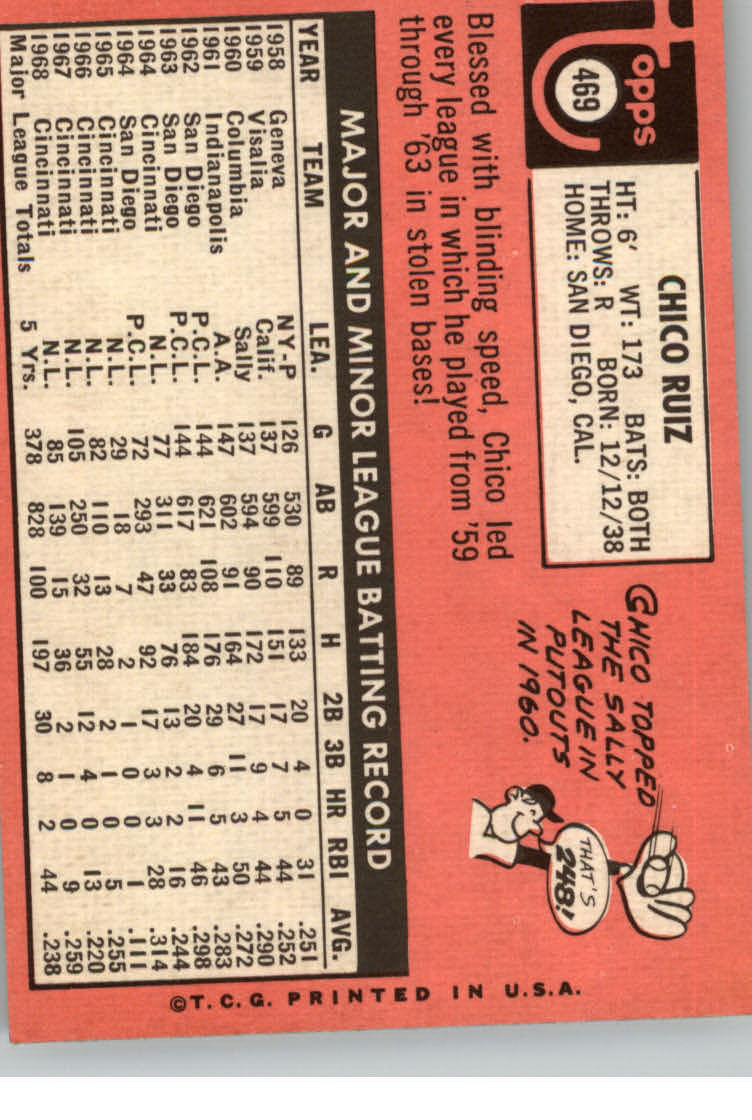 Topps
469
CHICO RUIZ
HT: 6' WT: 173 BATS: BOTH
THROWS: R BORN: 12/12/38
HOME: SAN DIEGO, CAL.
Blessed with blinding speed, Chico led
every league in which he played from '59
through '63 in stolen bases!
CHICO TOPPED
THE SALLY
LEAGUE IN
PUTOUTS
IN 1960.
THAT'S
248!
MAJOR AND MINOR LEAGUE BATTING RECORD
YEAR TEAM LEA. G AB R H 2B 3B HR RBI AVG.
1958 Geneva NY-P 126 530 89 133 20 4 0 31 .251
1959 Visalia Calif. 137 599 110 151 17 7 5 44 .252
1960 Columbia Sally 137 594 90 172 17 9 4 44 .290
1961 Indianapolis A.A. 147 602 91 164 27 11 3 50 .272
1962 San Diego P.C.L. 144 621 108 176 29 6 5 43 .283
1963 San Diego P.C.L. 144 617 83 184 20 4 11 46 .298
1964 Cincinnati N.L. 77 311 33 76 13 2 2 16 .244
1964 San Diego P.C.L. 72 293 47 92 17 3 3 28 .314
1965 Cincinnati N.L. 29 18 7 2 1 0 0 1 .111
1966 Cincinnati N.L. 82 110 13 28 2 1 0 5 .255
1967 Cincinnati N.L. 105 250 32 55 12 4 0 13 .220
1968 Cincinnati N.L. 85 139 15 36 2 1 0 9 .259
Major League Totals 5 Yrs. 378 828 100 197 30 8 2 44 .238
©T.C.G. PRINTED IN U.S.A.